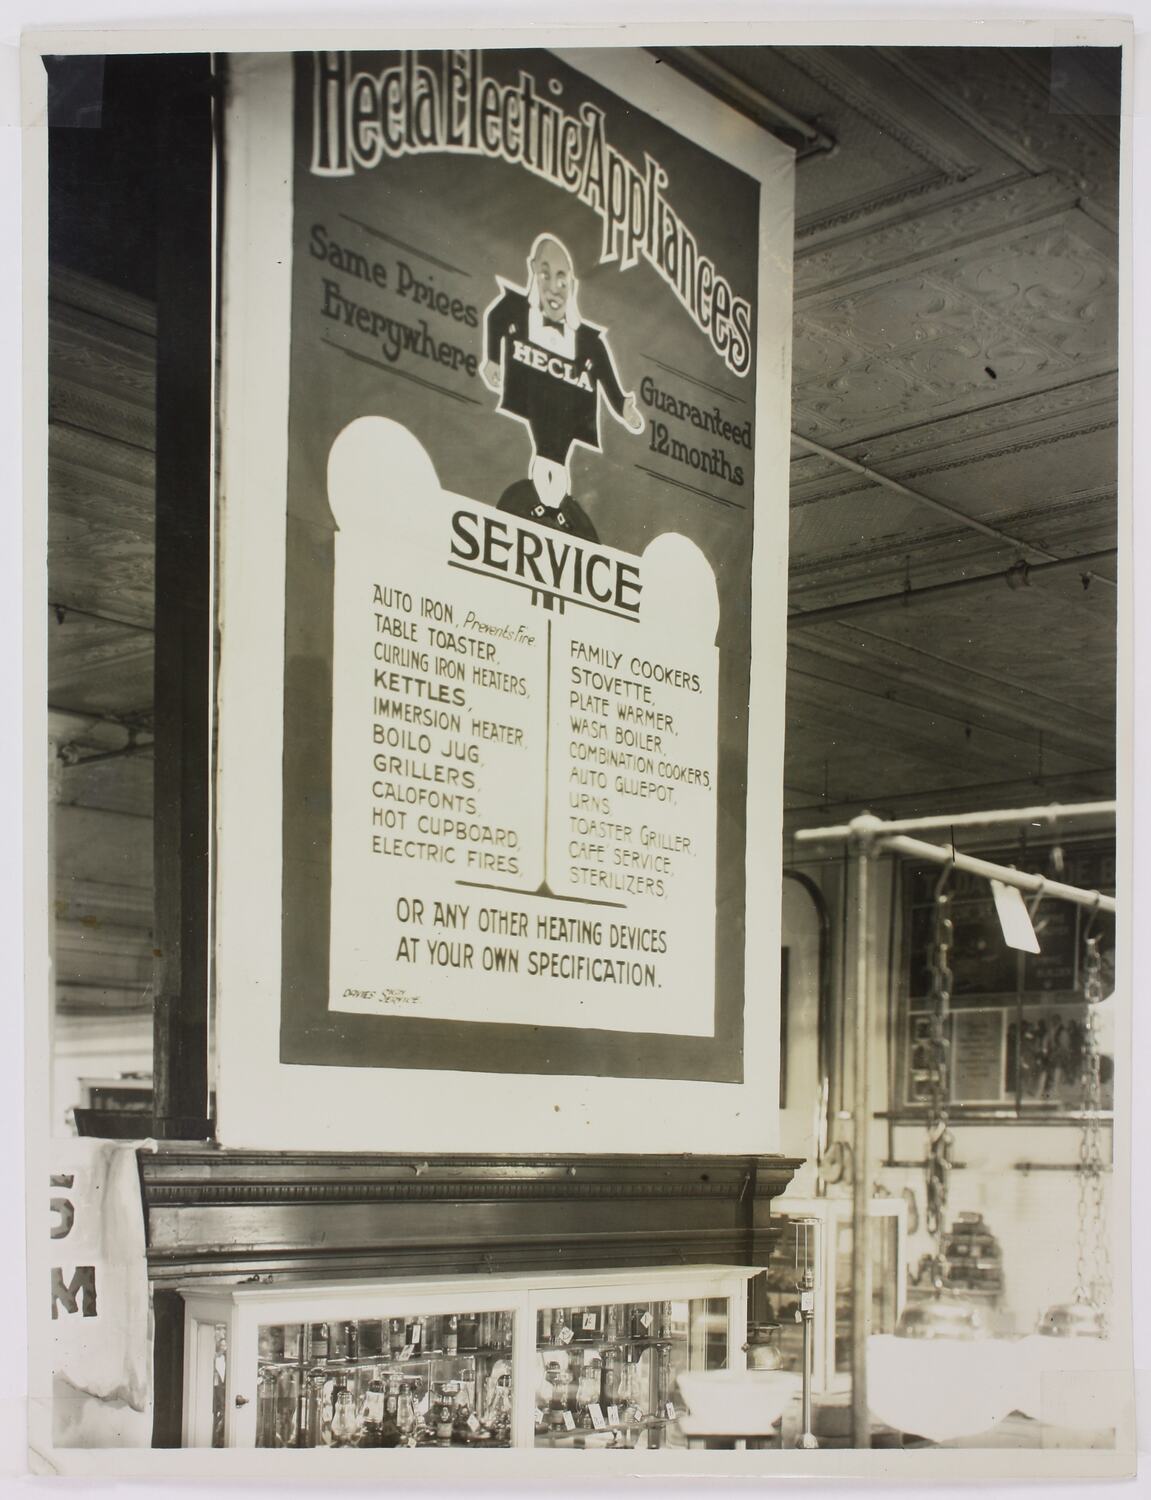 Hecla Electric Appliances
Same Prices
Everywhere
HECLA
Guaranteed
12 months
SERVICE
AUTO IRON, Prevents Fire.
TABLE TOASTER,
CURLING IRON HEATERS,
KETTLES,
IMMERSION HEATER,
BOILO JUG,
GRILLERS,
CALOFONTS,
HOT CUPBOARD,
ELECTRIC FIRES,
FAMILY COOKERS,
STOVETTE,
PLATE WARMER,
WASH BOILER,
COMBINATION COOKERS,
AUTO GLUEPOT,
URNS,
TOASTER GRILLER,
CAFE SERVICE,
STERILIZERS,
OR ANY OTHER HEATING DEVICES
AT YOUR OWN SPECIFICATION.
DAVIES SIGN SERVICE.
M